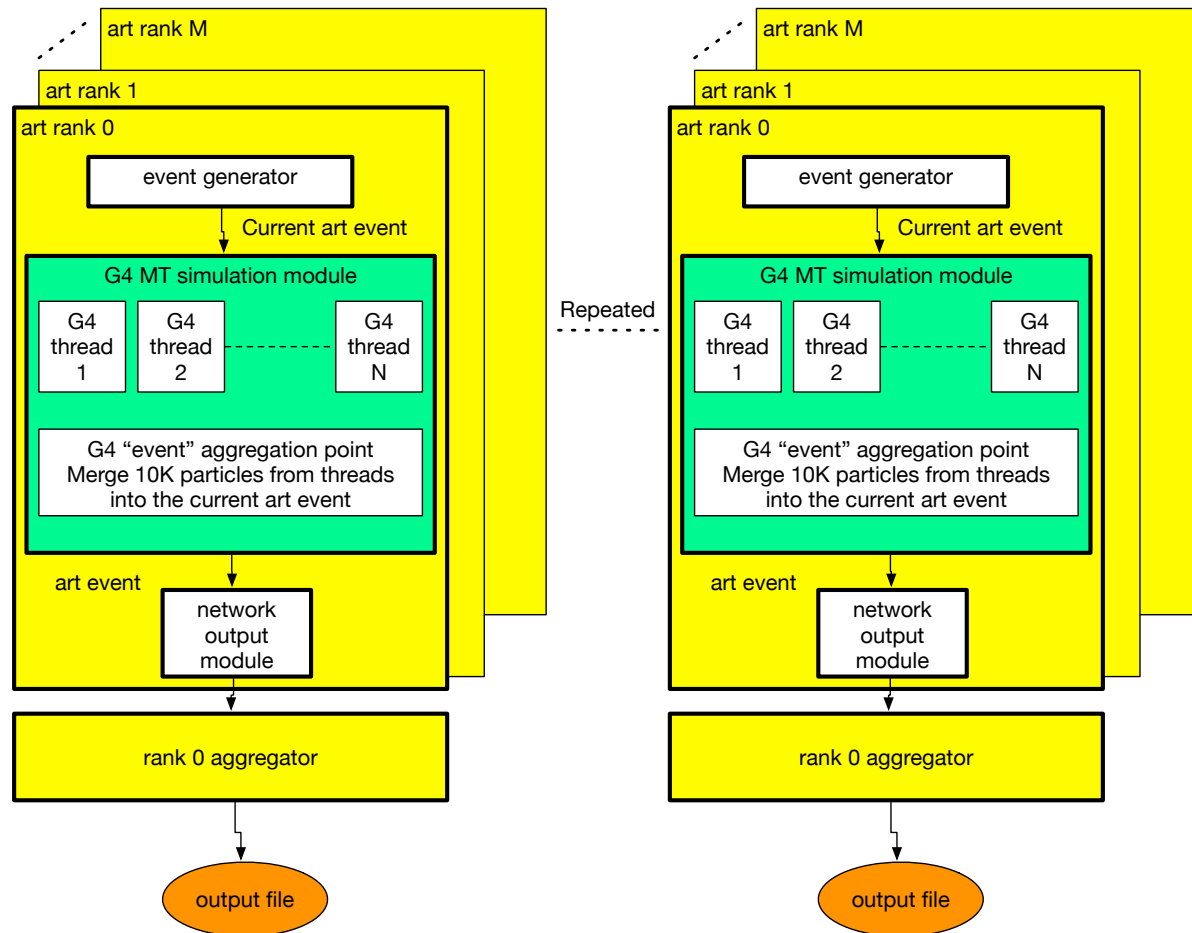 art rank M
art rank 1
art rank 0
event generator
Current art event
G4 MT simulation module
G4
thread
1
G4
thread
2
G4
thread
N
G4 “event” aggregation point
Merge 10K particles from threads
into the current art event
art event
network
output
module
rank 0 aggregator
output file
Repeated
art rank M
art rank 1
art rank 0
event generator
Current art event
G4 MT simulation module
G4
thread
1
G4
thread
2
G4
thread
N
G4 “event” aggregation point
Merge 10K particles from threads
into the current art event
art event
network
output
module
rank 0 aggregator
output file